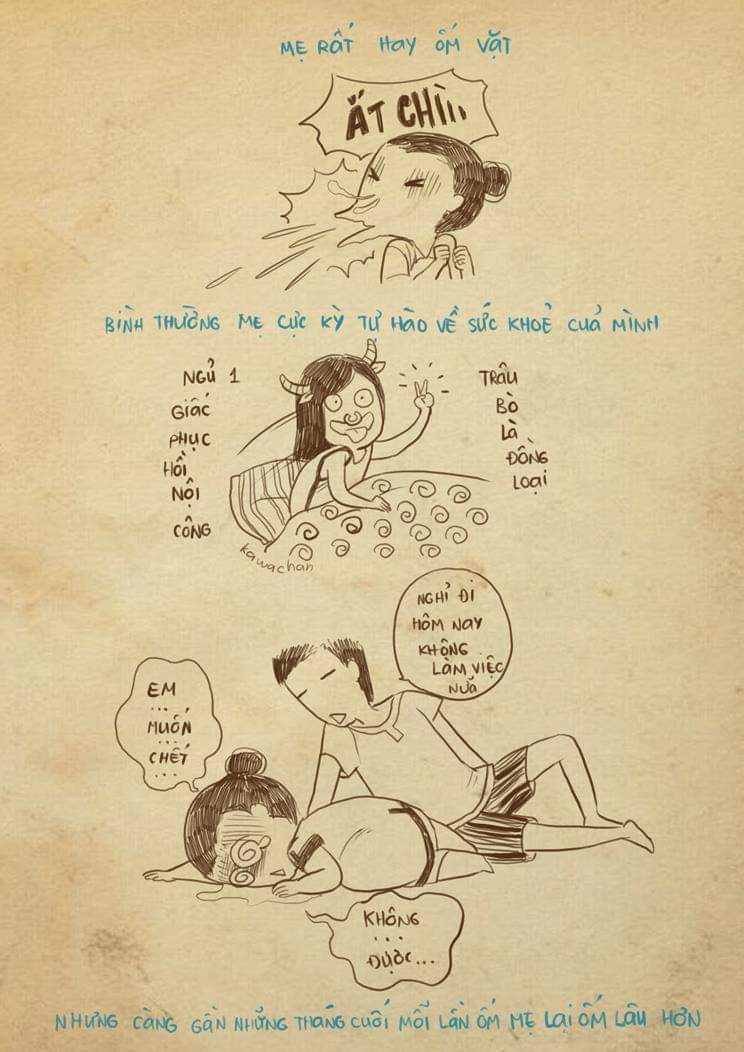 MẸ RẤT HAY ỐM VẶT
ẮT CHÌ...
BÌNH THƯỜNG MẸ CỰC KỲ TỰ HÀO VỀ SỨC KHOẺ CUẢ MÌNH
NGỦ 1
GIẤC
PHỤC
HỒI
NỘI
CÔNG
TRÂU
BÒ
LÀ
ĐỒNG
LOẠI
kawachan
NGHỈ ĐI
HÔM NAY
KHÔNG
LÀM VIỆC
NƯÃ
EM
...
MUỐN
...
CHẾT
...
KHÔNG
...
ĐƯỢC...
NHƯNG CÀNG GẦN NHỮNG THÁNG CUỐI MỖI LẦN ỐM MẸ LẠI ỐM LÂU HƠN